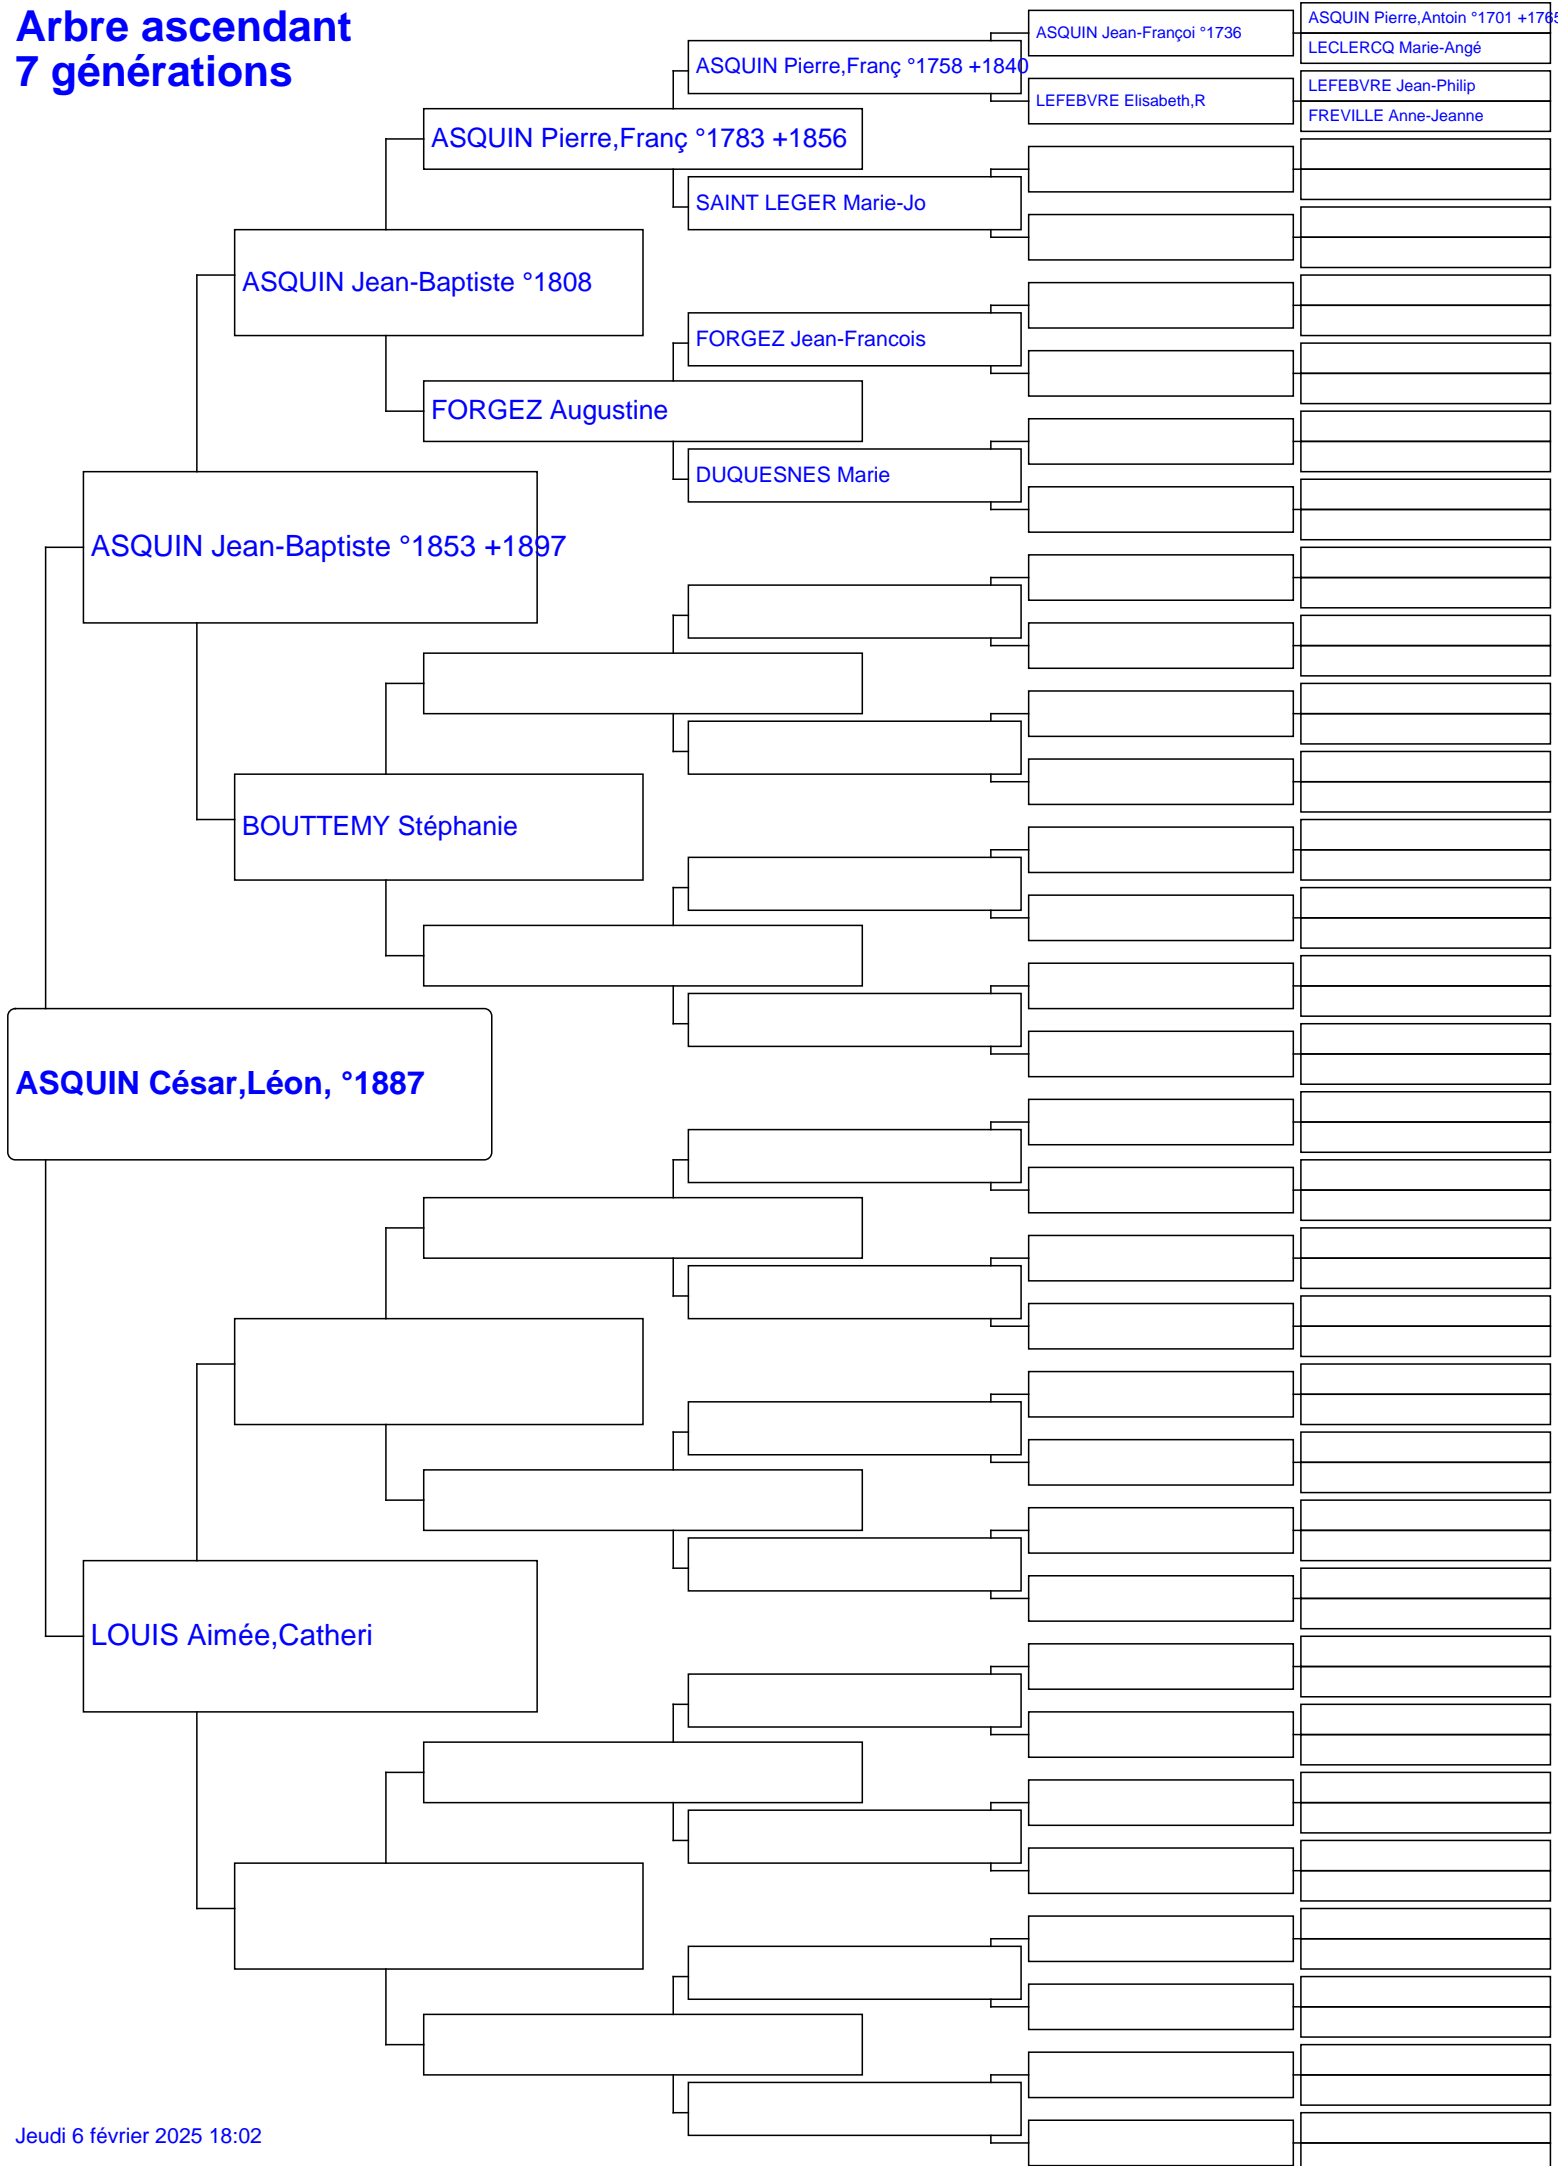 Arbre ascendant
7 générations
ASQUIN Pierre,Antoin °1701 +1765
ASQUIN Jean-Françoi °1736
LECLERCQ Marie-Angé
ASQUIN Pierre,Franç °1758 +1840
LEFEBVRE Jean-Philip
LEFEBVRE Elisabeth,R
FREVILLE Anne-Jeanne
ASQUIN Pierre,Franç °1783 +1856
SAINT LEGER Marie-Jo
ASQUIN Jean-Baptiste °1808
FORGEZ Jean-Francois
FORGEZ Augustine
DUQUESNES Marie
ASQUIN Jean-Baptiste °1853 +1897
BOUTTEMY Stéphanie
ASQUIN César,Léon, °1887
LOUIS Aimée,Catheri
Jeudi 6 février 2025 18:02